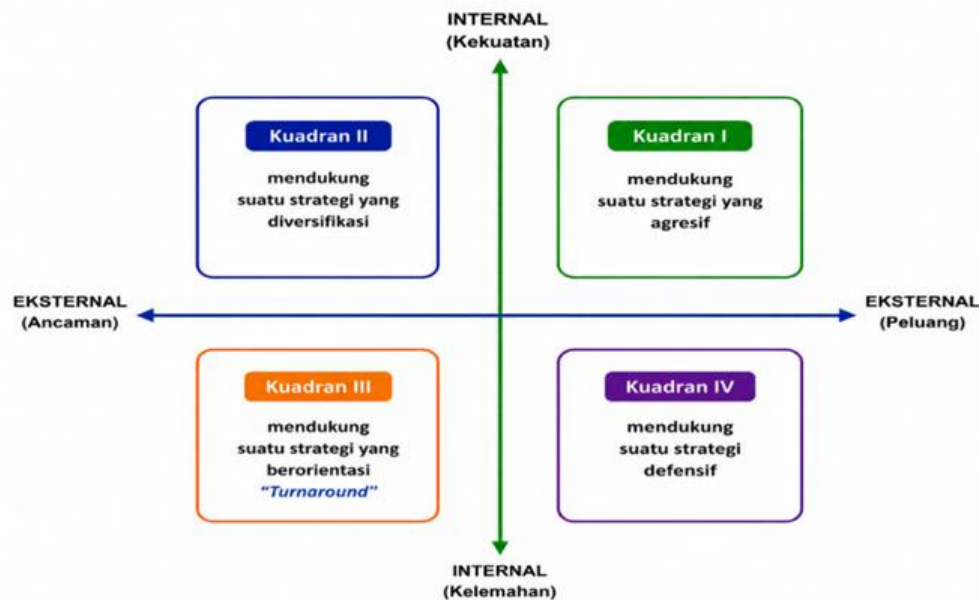 INTERNAL
(Kekuatan)
Kuadran II
mendukung
suatu strategi yang
diversifikasi
Kuadran I
mendukung
suatu strategi yang
agresif
EKSTERNAL
(Ancaman)
EKSTERNAL
(Peluang)
Kuadran III
mendukung
suatu strategi yang
berorientasi
“Turnaround”
Kuadran IV
mendukung
suatu strategi
defensif
INTERNAL
(Kelemahan)